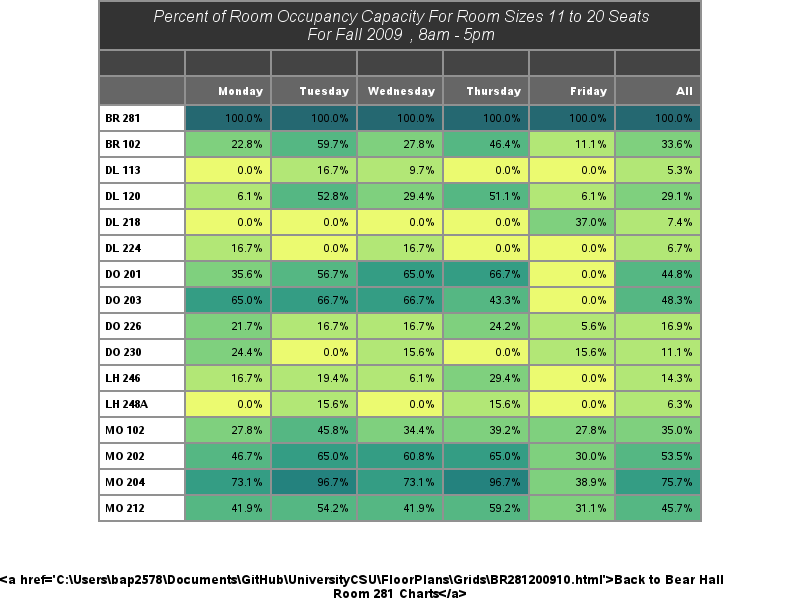 Percent of Room Occupancy Capacity For Room Sizes 11 to 20 Seats
For Fall 2009 , 8am - 5pm
Monday Tuesday Wednesday Thursday Friday All
BR 281 100.0% 100.0% 100.0% 100.0% 100.0% 100.0%
BR 102 22.8% 59.7% 27.8% 46.4% 11.1% 33.6%
DL 113 0.0% 16.7% 9.7% 0.0% 0.0% 5.3%
DL 120 6.1% 52.8% 29.4% 51.1% 6.1% 29.1%
DL 218 0.0% 0.0% 0.0% 0.0% 37.0% 7.4%
DL 224 16.7% 0.0% 16.7% 0.0% 0.0% 6.7%
DO 201 35.6% 56.7% 65.0% 66.7% 0.0% 44.8%
DO 203 65.0% 66.7% 66.7% 43.3% 0.0% 48.3%
DO 226 21.7% 16.7% 16.7% 24.2% 5.6% 16.9%
DO 230 24.4% 0.0% 15.6% 0.0% 15.6% 11.1%
LH 246 16.7% 19.4% 6.1% 29.4% 0.0% 14.3%
LH 248A 0.0% 15.6% 0.0% 15.6% 0.0% 6.3%
MO 102 27.8% 45.8% 34.4% 39.2% 27.8% 35.0%
MO 202 46.7% 65.0% 60.8% 65.0% 30.0% 53.5%
MO 204 73.1% 96.7% 73.1% 96.7% 38.9% 75.7%
MO 212 41.9% 54.2% 41.9% 59.2% 31.1% 45.7%
<a href='C:\Users\bap2578\Documents\GitHub\UniversityCSU\FloorPlans\Grids\BR281200910.html'>Back to Bear Hall
Room 281 Charts</a>